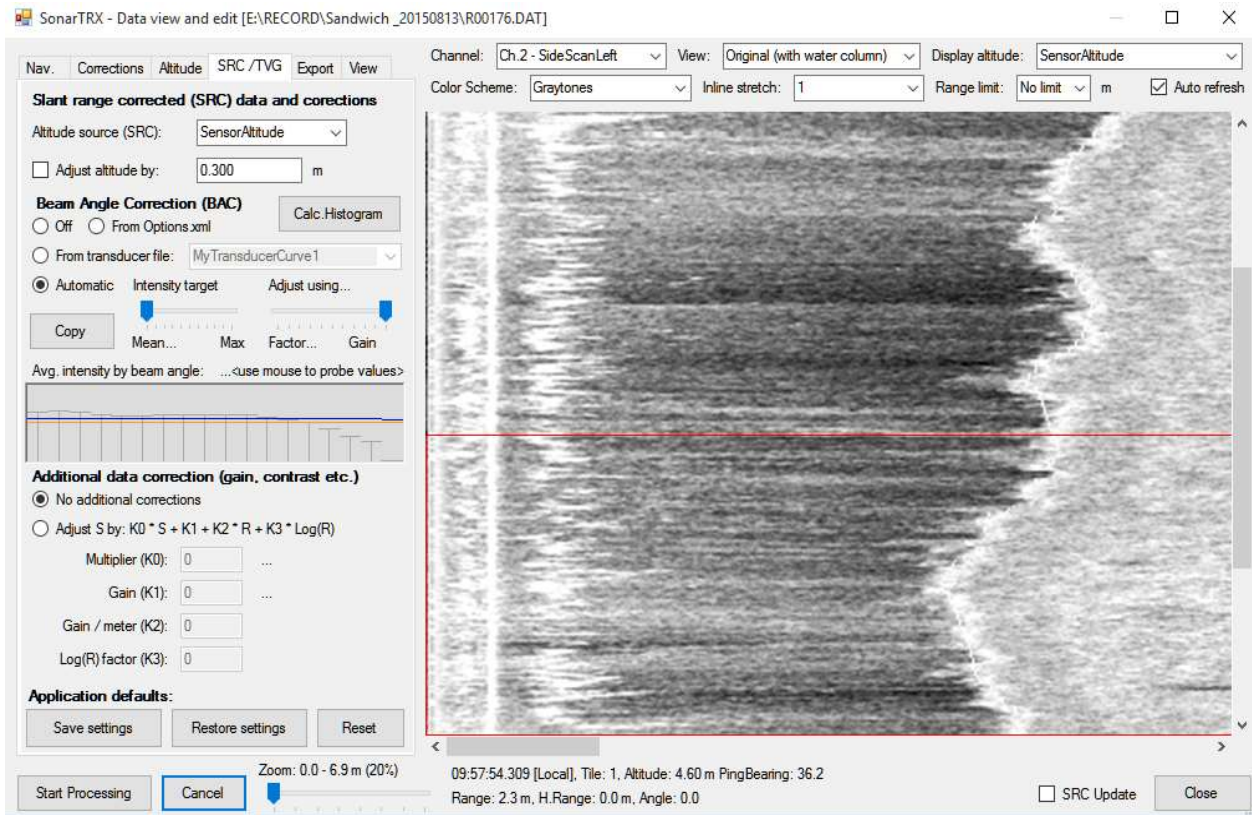 SonarTRX - Data view and edit [E:\RECORD\Sandwich _20150813\R00176.DAT]
Nav. Corrections Altitude SRC /TVG Export View
Slant range corrected (SRC) data and corections
Altitude source (SRC): SensorAltitude
Adjust altitude by: 0.300 m
Beam Angle Correction (BAC)
Calc.Histogram
Off From Options.xml
From transducer file: MyTransducerCurve1
Automatic Intensity target Adjust using...
Copy
Mean... Max Factor... Gain
Avg. intensity by beam angle: ...<use mouse to probe values>
Additional data correction (gain, contrast etc.)
No additional corrections
Adjust S by: K0 * S + K1 + K2 * R + K3 * Log(R)
Multiplier (K0): 0 ...
Gain (K1): 0 ...
Gain / meter (K2): 0
Log(R) factor (K3): 0
Application defaults:
Save settings Restore settings Reset
Start Processing Cancel Zoom: 0.0 - 6.9 m (20%)
Channel: Ch.2 - SideScanLeft View: Original (with water column) Display altitude: SensorAltitude
Color Scheme: Graytones Inline stretch: 1 Range limit: No limit m Auto refresh
09:57:54.309 [Local], Tile: 1, Altitude: 4.60 m PingBearing: 36.2
Range: 2.3 m, H.Range: 0.0 m, Angle: 0.0
SRC Update Close